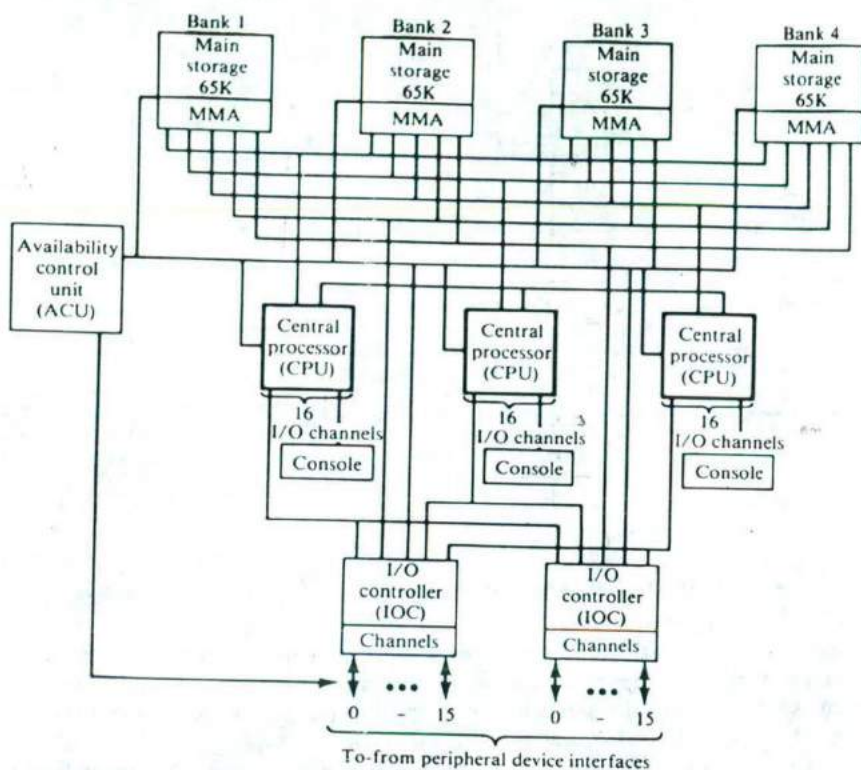 Bank 1
Bank 2
Bank 3
Bank 4
Main
storage
65K
MMA
Main
storage
65K
MMA
Main
storage
65K
MMA
Main
storage
65K
MMA
Availability
control
unit
(ACU)
Central
processor
(CPU)
Central
processor
(CPU)
Central
processor
(CPU)
16
I/O channels
Console
16
I/O channels
Console
16
I/O channels
Console
I/O
controller
(IOC)
Channels
I/O
controller
(IOC)
Channels
0 - 15
0 - 15
To-from peripheral device interfaces